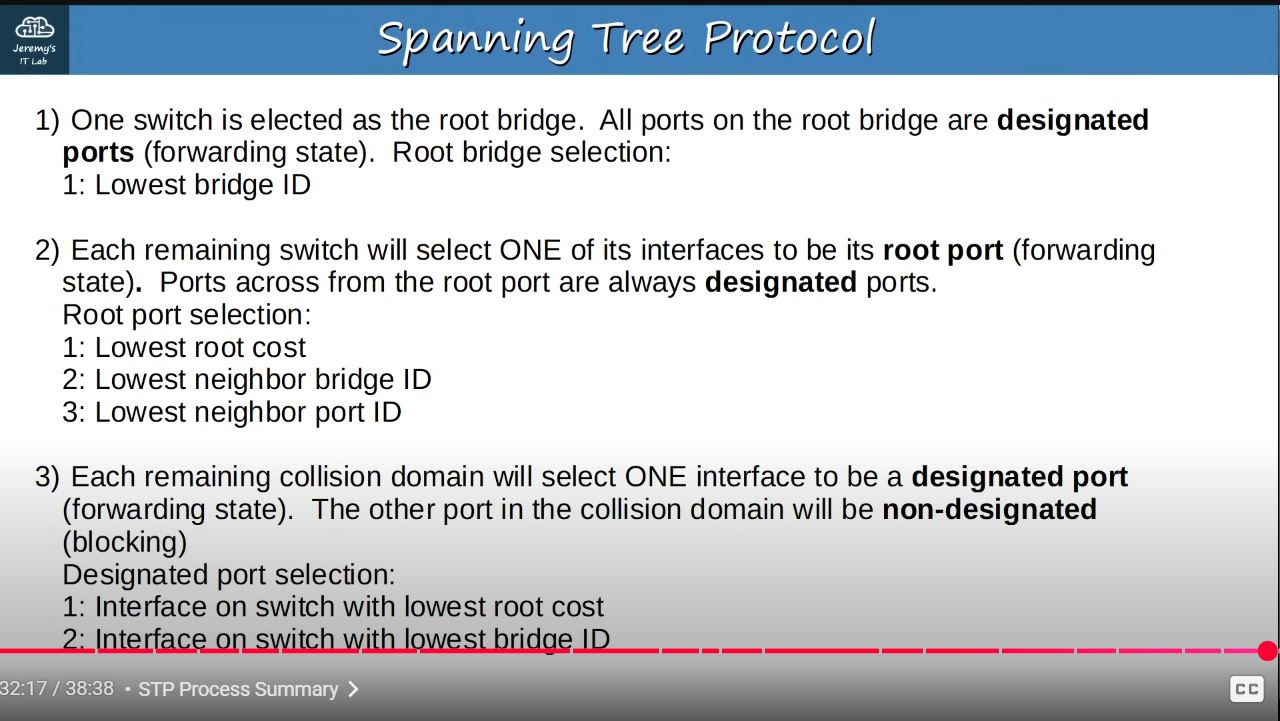 Jeremy's
IT Lab
Spanning Tree Protocol
1) One switch is elected as the root bridge. All ports on the root bridge are designated
ports (forwarding state). Root bridge selection:
1: Lowest bridge ID
2) Each remaining switch will select ONE of its interfaces to be its root port (forwarding
state). Ports across from the root port are always designated ports.
Root port selection:
1: Lowest root cost
2: Lowest neighbor bridge ID
3: Lowest neighbor port ID
3) Each remaining collision domain will select ONE interface to be a designated port
(forwarding state). The other port in the collision domain will be non-designated
(blocking)
Designated port selection:
1: Interface on switch with lowest root cost
2: Interface on switch with lowest bridge ID
32:17 / 38:38 • STP Process Summary >
CC